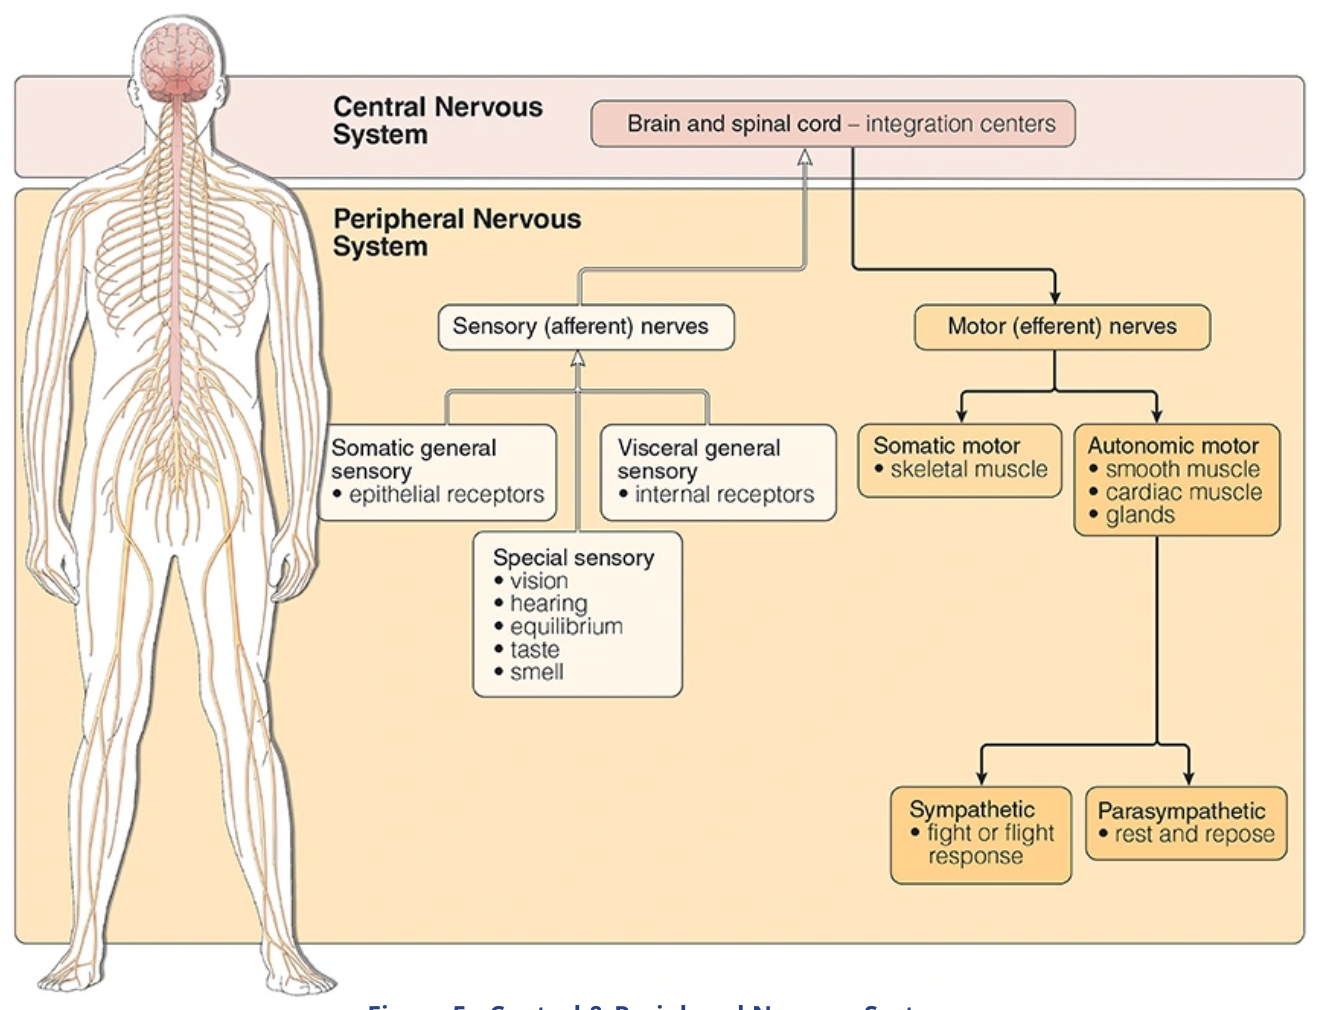 Central Nervous
System
Brain and spinal cord – integration centers
Peripheral Nervous
System
Sensory (afferent) nerves
Motor (efferent) nerves
Somatic general
sensory
• epithelial receptors
Visceral general
sensory
• internal receptors
Somatic motor
• skeletal muscle
Autonomic motor
• smooth muscle
• cardiac muscle
• glands
Special sensory
• vision
• hearing
• equilibrium
• taste
• smell
Sympathetic
• fight or flight
response
Parasympathetic
• rest and repose